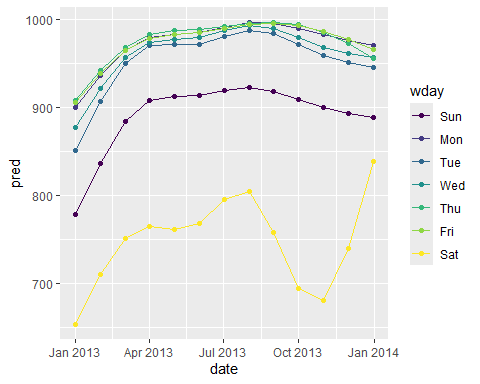 1000
900
800
700
pred
Jan 2013
Apr 2013
Jul 2013
Oct 2013
Jan 2014
date
wday
Sun
Mon
Tue
Wed
Thu
Fri
Sat